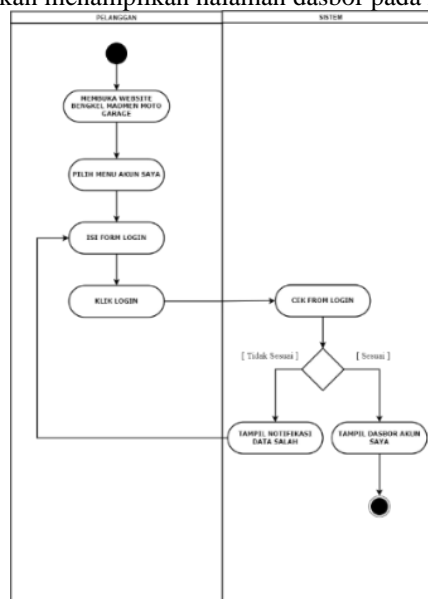 kan menampilkan halaman dasbor pada
PELANGGAN
SISTEM
MEMBUKA WEBSITE
BENGKEL HADMEN MOTO
GARAGE
PILIH MENU AKUN SAYA
ISI FORM LOGIN
KLIK LOGIN
CEK FROM LOGIN
[ Tidak Sesuai ]
[ Sesuai ]
TAMPIL NOTIFIKASI
DATA SALAH
TAMPIL DASBOR AKUN
SAYA